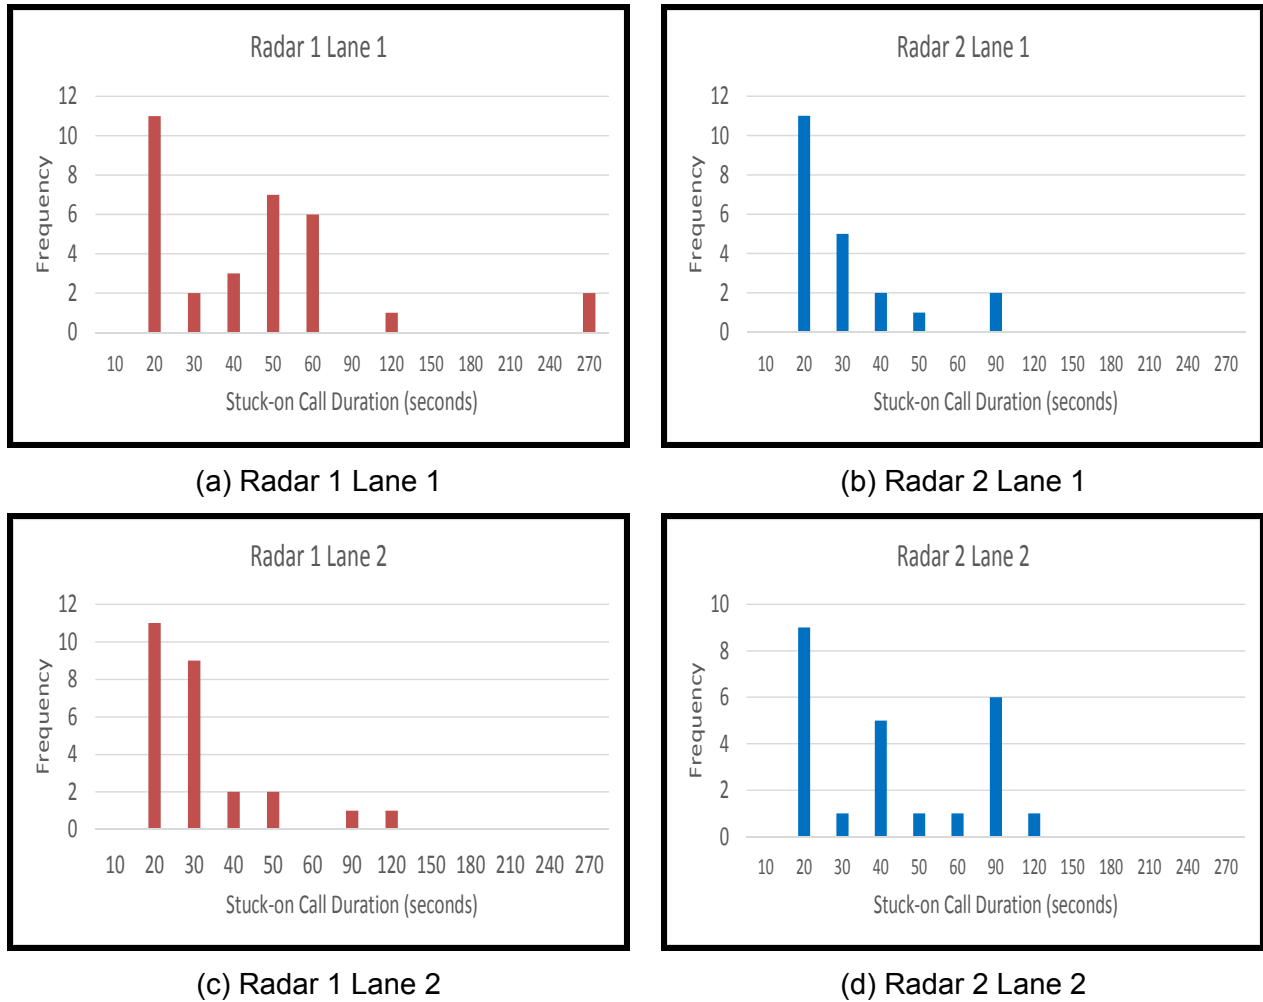 Radar 1 Lane 1
12
10
8
6
4
2
0
Frequency
10 20 30 40 50 60 90 120 150 180 210 240 270
Stuck-on Call Duration (seconds)
(a) Radar 1 Lane 1
Radar 2 Lane 1
12
10
8
6
4
2
0
Frequency
10 20 30 40 50 60 90 120 150 180 210 240 270
Stuck-on Call Duration (seconds)
(b) Radar 2 Lane 1
Radar 1 Lane 2
12
10
8
6
4
2
0
Frequency
10 20 30 40 50 60 90 120 150 180 210 240 270
Stuck-on Call Duration (seconds)
(c) Radar 1 Lane 2
Radar 2 Lane 2
10
8
6
4
2
0
Frequency
10 20 30 40 50 60 90 120 150 180 210 240 270
Stuck-on Call Duration (seconds)
(d) Radar 2 Lane 2